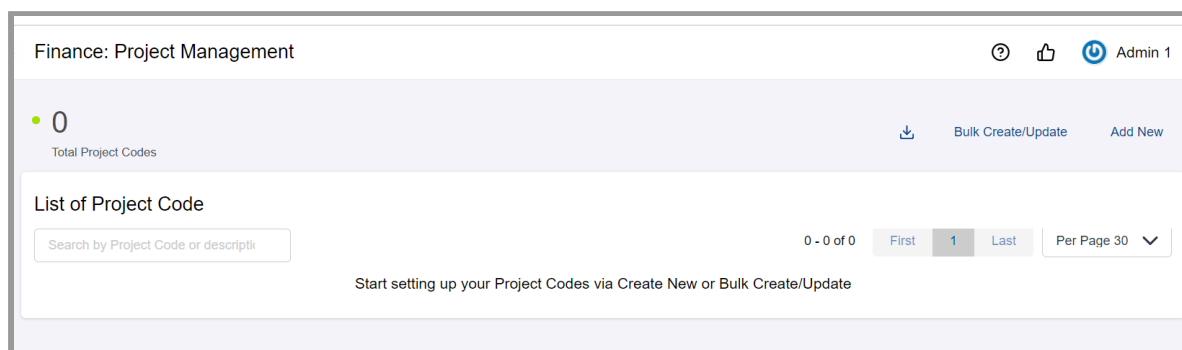 Finance: Project Management
Admin 1
0
Total Project Codes
Bulk Create/Update
Add New
List of Project Code
Search by Project Code or descripti
0 - 0 of 0
First
1
Last
Per Page 30
Start setting up your Project Codes via Create New or Bulk Create/Update